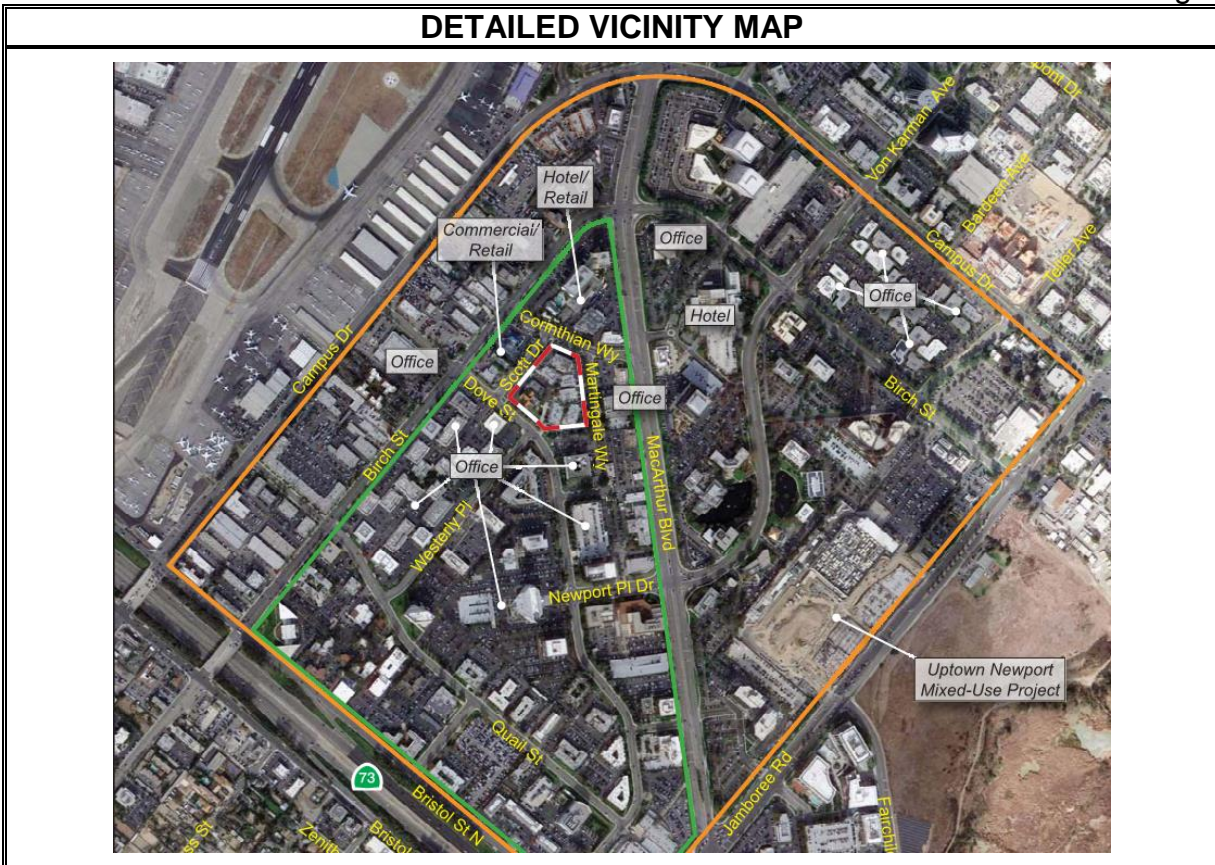 DETAILED VICINITY MAP
Von Karman Ave
Bardeen Ave
Teller Ave
Campus Dr
Hotel/
Retail
Commercial/
Retail
Office
Hotel
Office
Campus Dr
Office
Corinthian Wy
Scott Dr
Dove St
Martingale Wy
Office
Birch St
Birch St
Office
MacArthur Blvd
Westerly Pl
Newport Pl Dr
Uptown Newport
Mixed-Use Project
Quail St
Jamboree Rd
73
Bristol St N
Zenith
Bristol
Fairchil